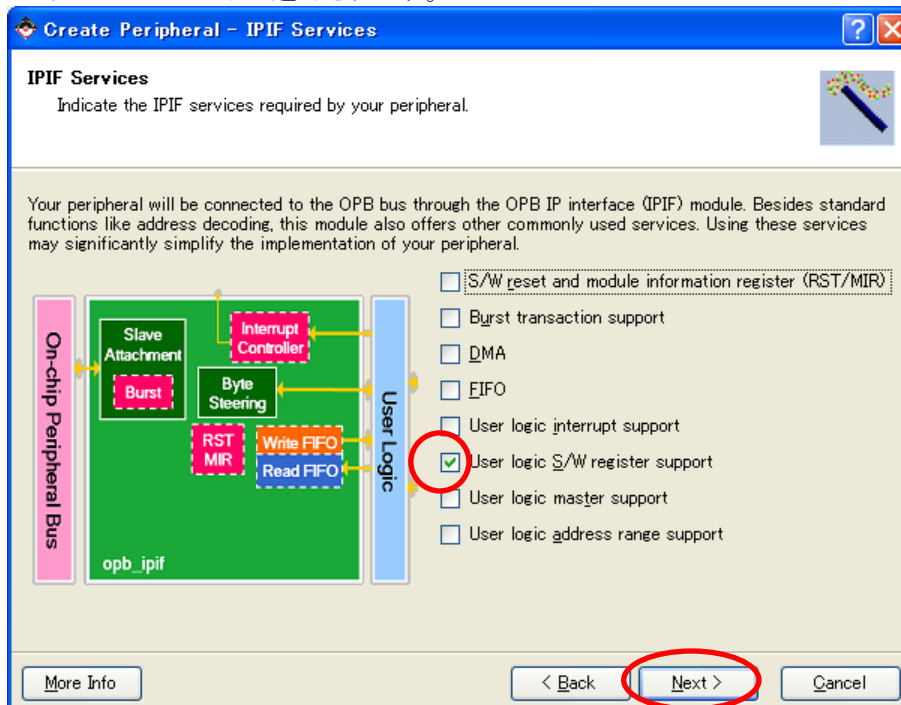 Create Peripheral - IPIF Services
IPIF Services
Indicate the IPIF services required by your peripheral.
Your peripheral will be connected to the OPB bus through the OPB IP interface (IPIF) module. Besides standard
functions like address decoding, this module also offers other commonly used services. Using these services
may significantly simplify the implementation of your peripheral.
On-chip Peripheral Bus
Slave
Attachment
Burst
Interrupt
Controller
Byte
Steering
RST
MIR
Write FIFO
Read FIFO
opb_ipif
User Logic
S/W reset and module information register (RST/MIR)
Burst transaction support
DMA
FIFO
User logic interrupt support
User logic S/W register support
User logic master support
User logic address range support
More Info
< Back
Next >
Cancel